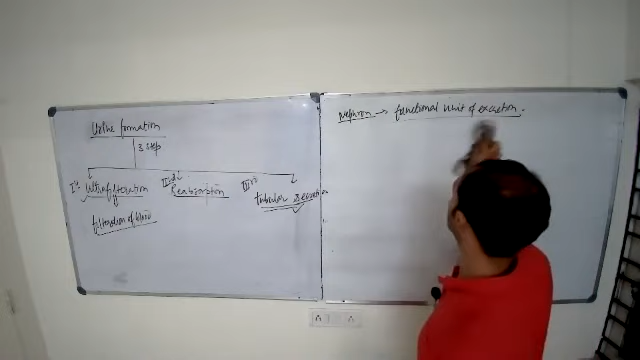 Urine formation
3 step
Ist Ultrafiltration
IInd Reabsorption
IIIrd tubular secretion
filtration of blood
Nephron → functional unit of excretion.